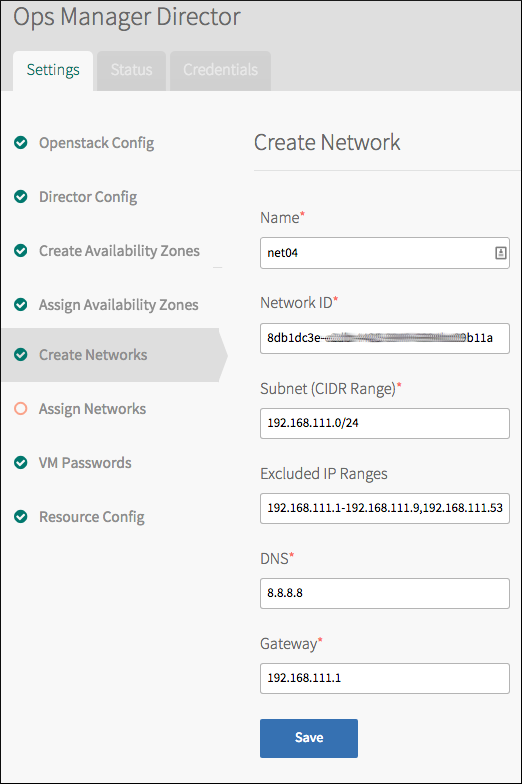 Ops Manager Director
Settings
Status
Credentials
Openstack Config
Director Config
Create Availability Zones
Assign Availability Zones
Create Networks
Assign Networks
VM Passwords
Resource Config
Create Network
Name*
net04
Network ID*
8db1dc3e- b11a
Subnet (CIDR Range)*
192.168.111.0/24
Excluded IP Ranges
192.168.111.1-192.168.111.9,192.168.111.53
DNS*
8.8.8.8
Gateway*
192.168.111.1
Save